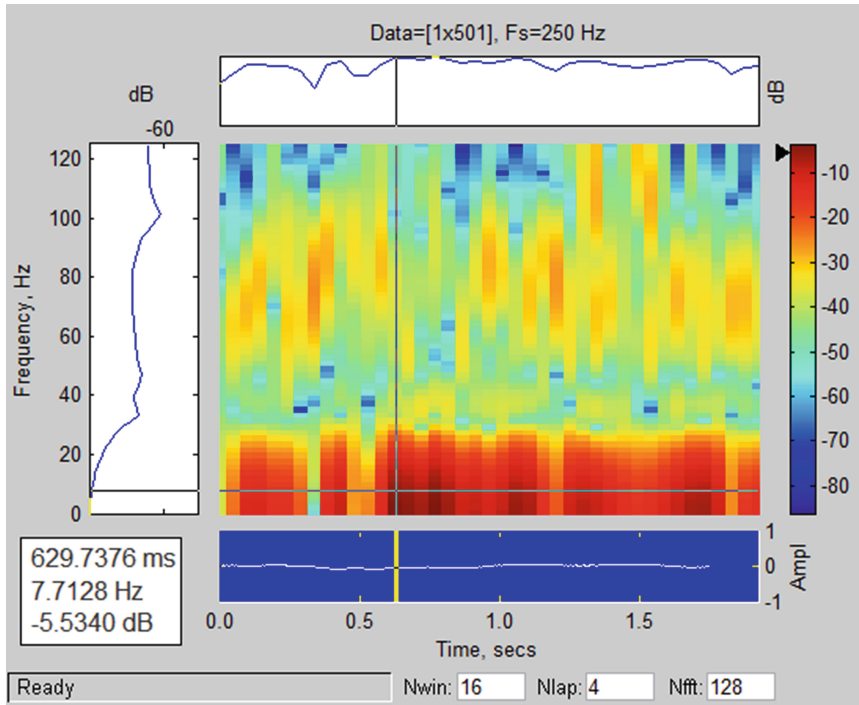 Data=[1x501], Fs=250 Hz
dB
dB
-60
120
100
80
60
40
20
0
Frequency, Hz
-10
-20
-30
-40
-50
-60
-70
-80
629.7376 ms
7.7128 Hz
-5.5340 dB
1
0
-1
Ampl
0.0 0.5 1.0 1.5
Time, secs
Ready Nwin: 16 Nlap: 4 Nfft: 128